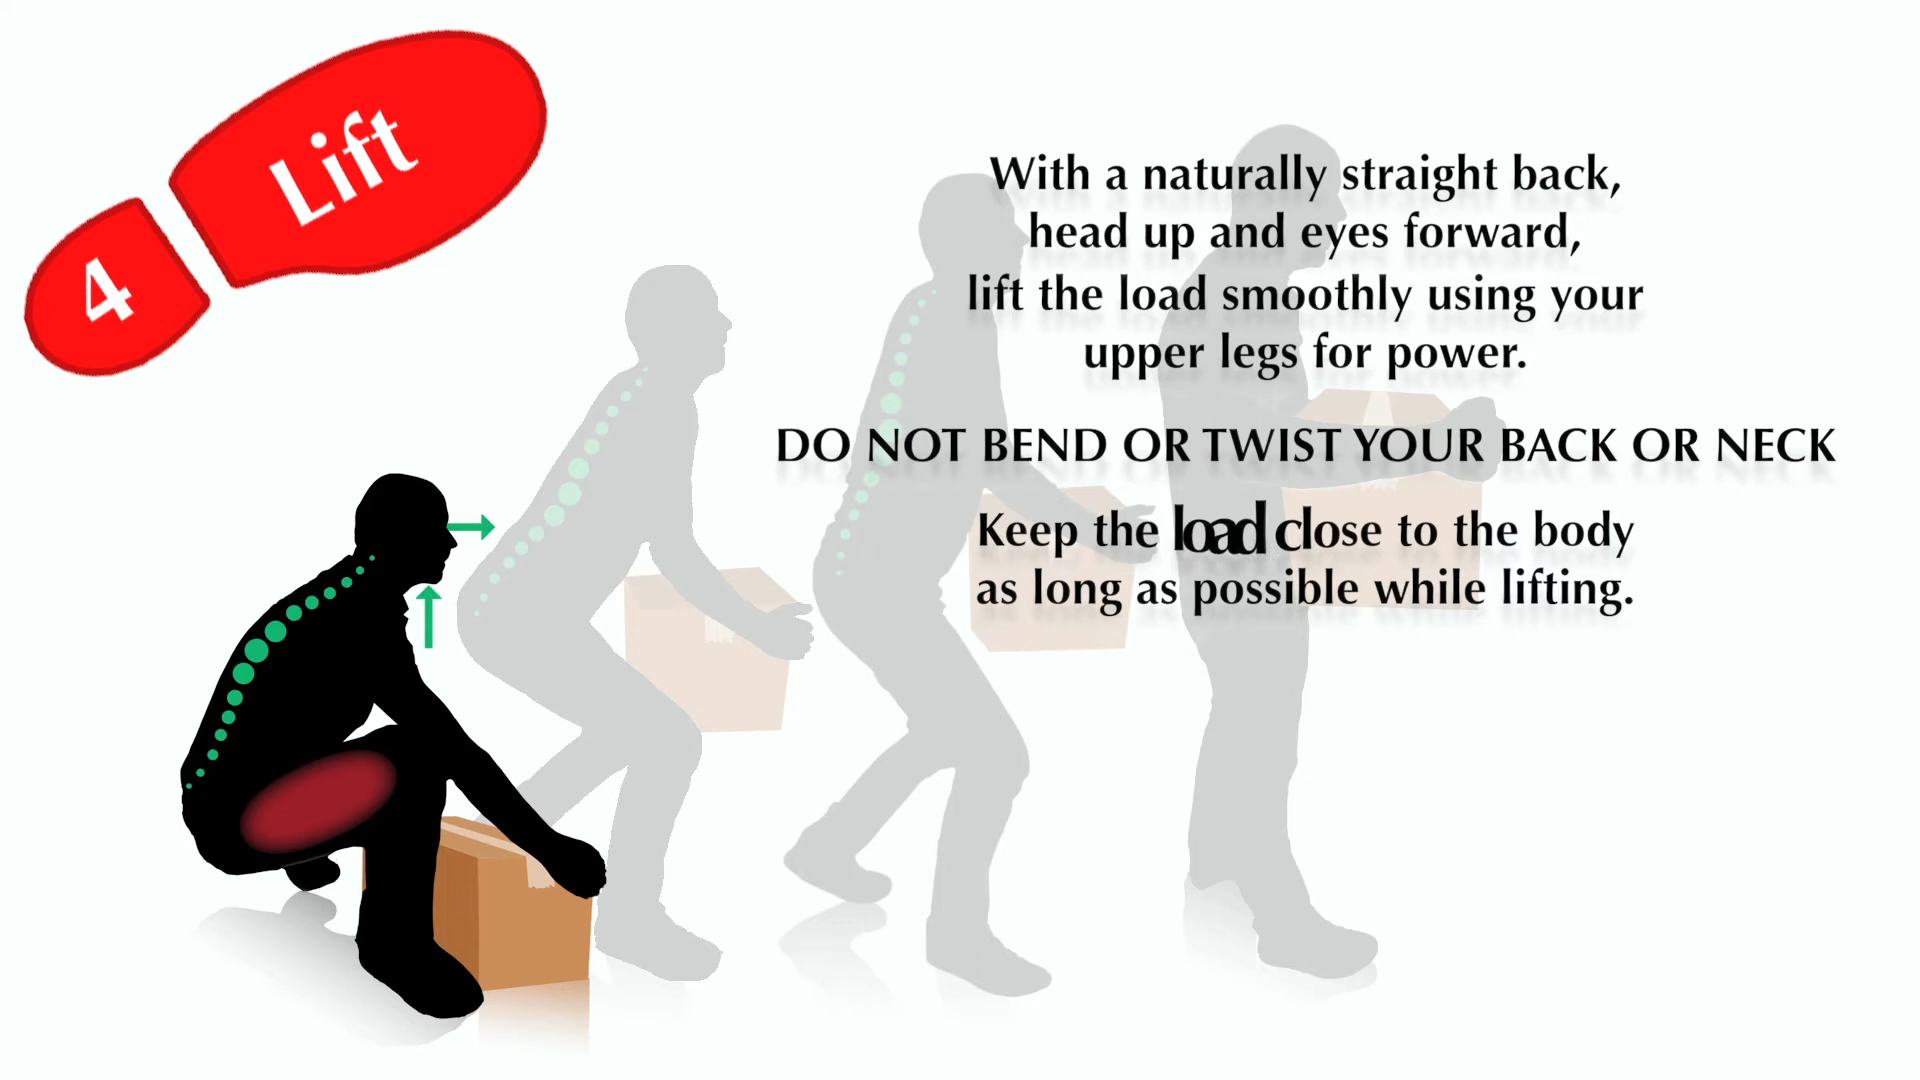 4
Lift
With a naturally straight back,
head up and eyes forward,
lift the load smoothly using your
upper legs for power.
DO NOT BEND OR TWIST YOUR BACK OR NECK
Keep the load close to the body
as long as possible while lifting.